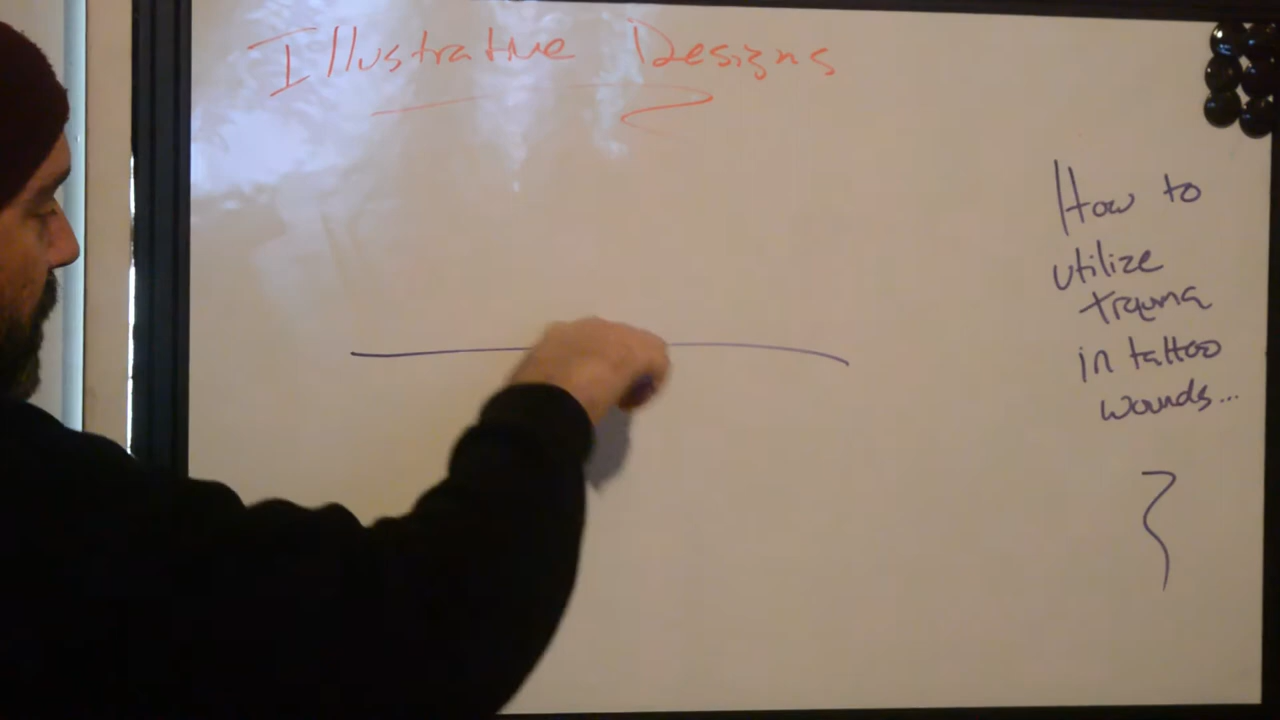 Illustrative Designs
How to
utilize
trauma
in tattoo
wounds...